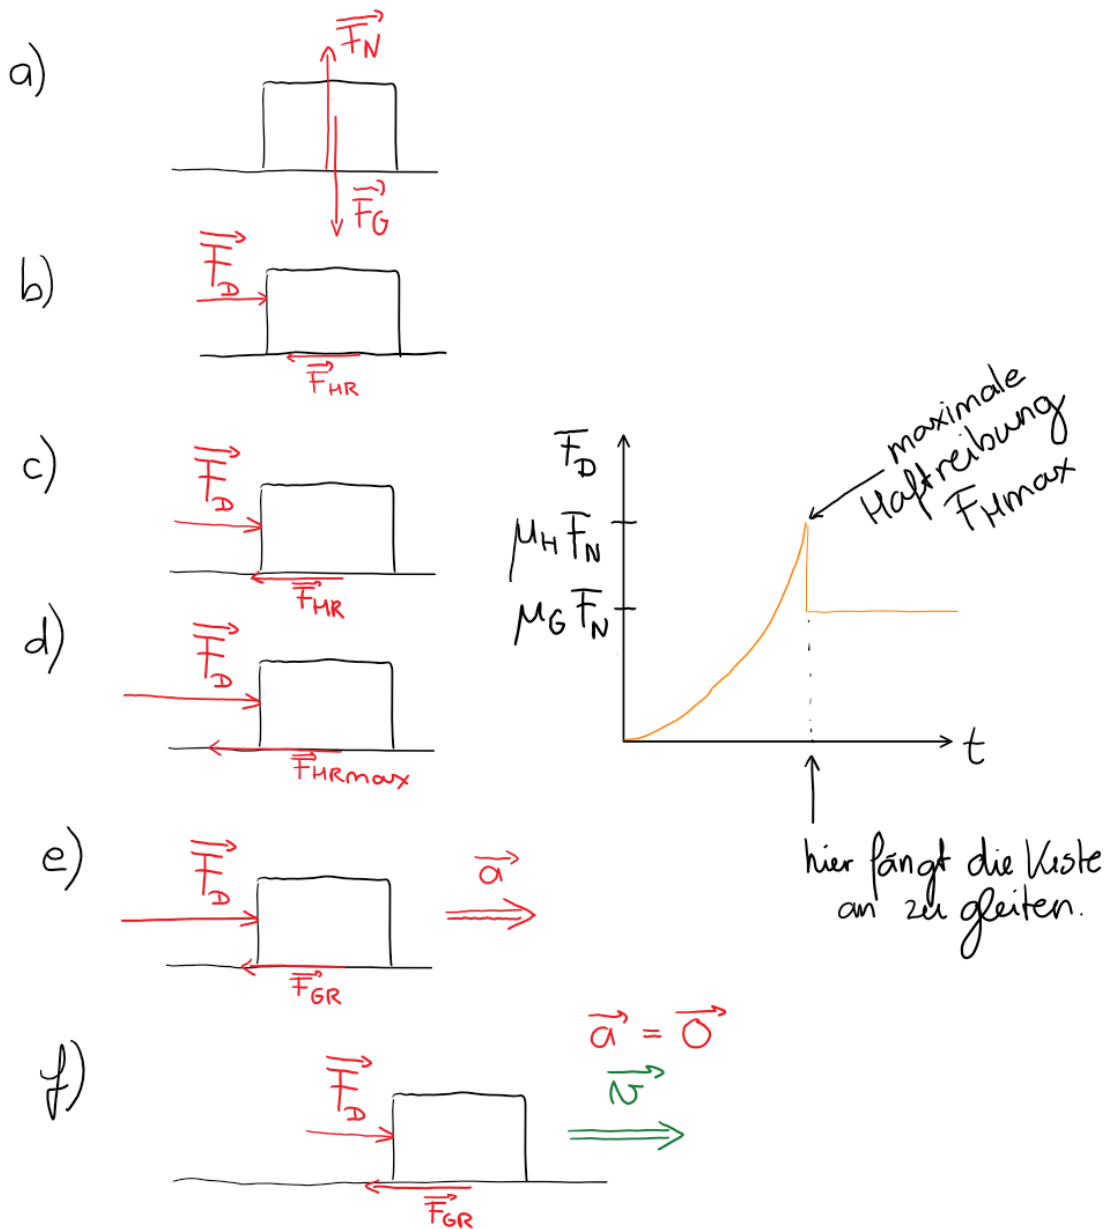 a)
F_N
F_G
b)
F_D
F_HR
c)
F_D
F_HR
d)
F_D
F_HRmax
e)
F_D
a
F_GR
f)
F_D
a = 0
v
F_GR
F_D
maximale
Haftreibung
F_Hmax
μ_H F_N
μ_G F_N
t
hier fängt die Kiste
an zu gleiten.